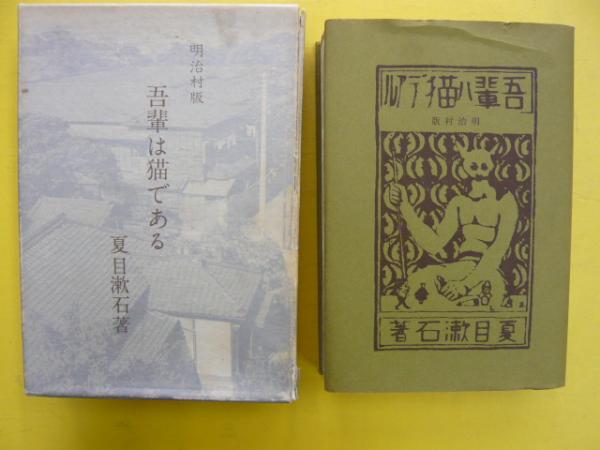 明治村版
吾輩は猫である
夏目漱石著
吾輩ハ猫デアル
明治村版
夏目漱石著